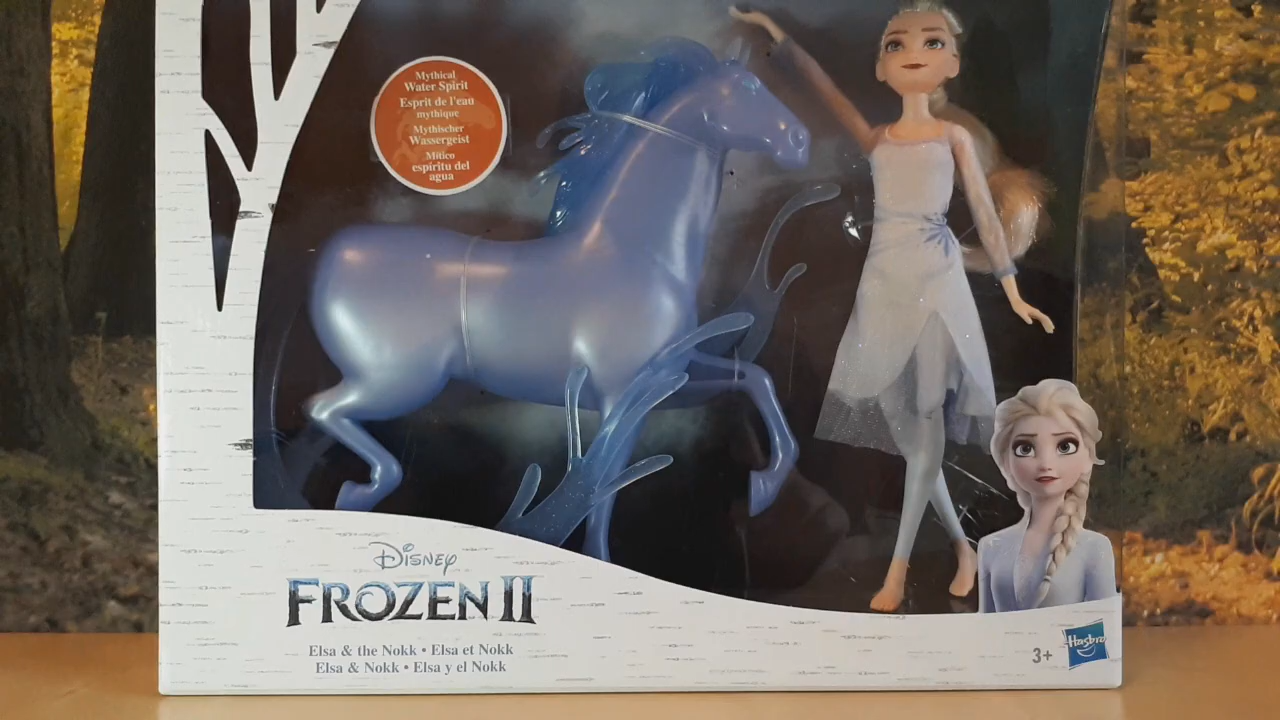 Mythical
Water Spirit
Esprit de l'eau
mythique
Mythischer
Wassergeist
Mítico
espíritu del
agua
Disney
FROZEN II
Elsa & the Nokk • Elsa et Nokk
Elsa & Nokk • Elsa y el Nokk
3+
Hasbro